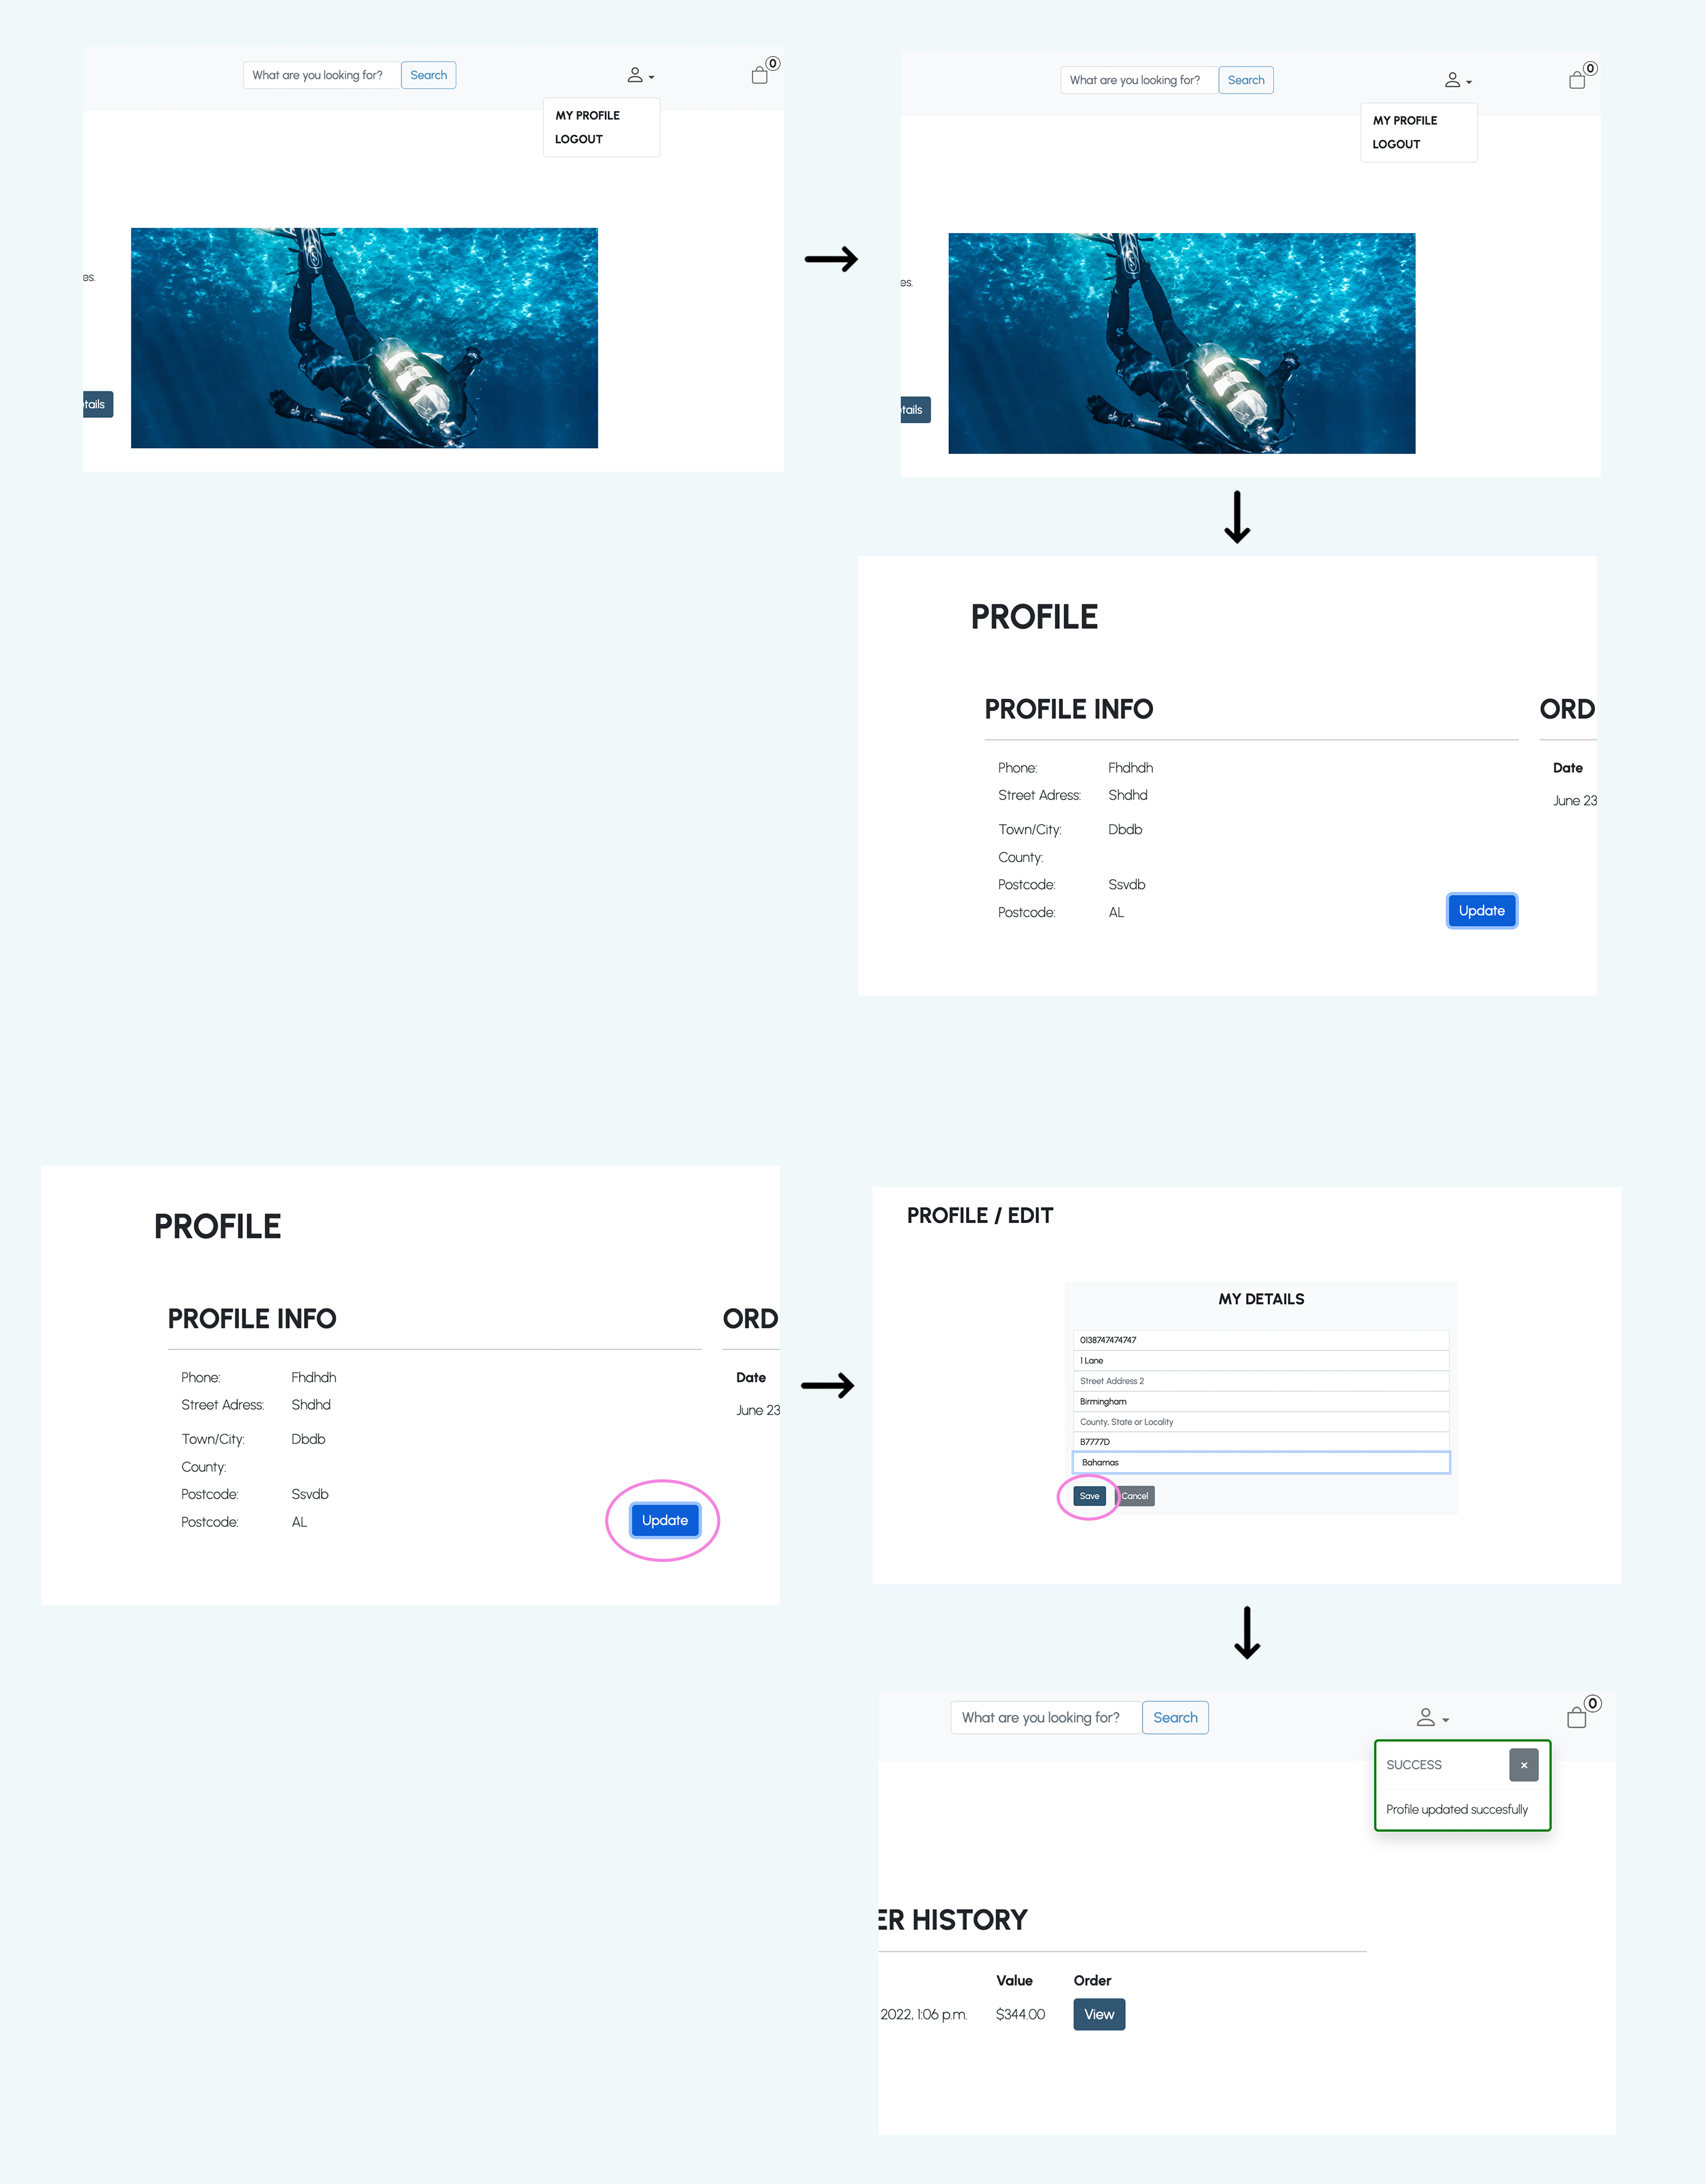 What are you looking for? Search 0
MY PROFILE
LOGOUT
es.
tails
What are you looking for? Search 0
MY PROFILE
LOGOUT
es.
tails
PROFILE
PROFILE INFO ORD
Phone: Fhdhdh Date
Street Adress: Shdhd June 23
Town/City: Dbdb
County:
Postcode: Ssvdb
Postcode: AL Update
PROFILE
PROFILE INFO ORD
Phone: Fhdhdh Date
Street Adress: Shdhd June 23
Town/City: Dbdb
County:
Postcode: Ssvdb
Postcode: AL Update
PROFILE / EDIT
MY DETAILS
0138747474747
1 Lane
Street Address 2
Birmingham
County, State or Locality
B7777D
Bahamas
Save Cancel
What are you looking for? Search 0
SUCCESS ×
Profile updated succesfully
ER HISTORY
Value Order
2022, 1:06 p.m. $344.00 View